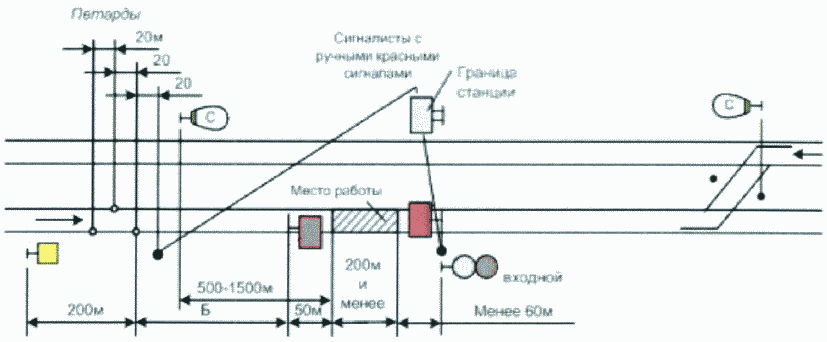 Петарды
20м
20
20
С
Сигналисты с
ручными красными
сигналами
Граница
станции
С
Место работы
входной
500-1500м
200м
и
менее
200м
Б
50м
Менее 60м